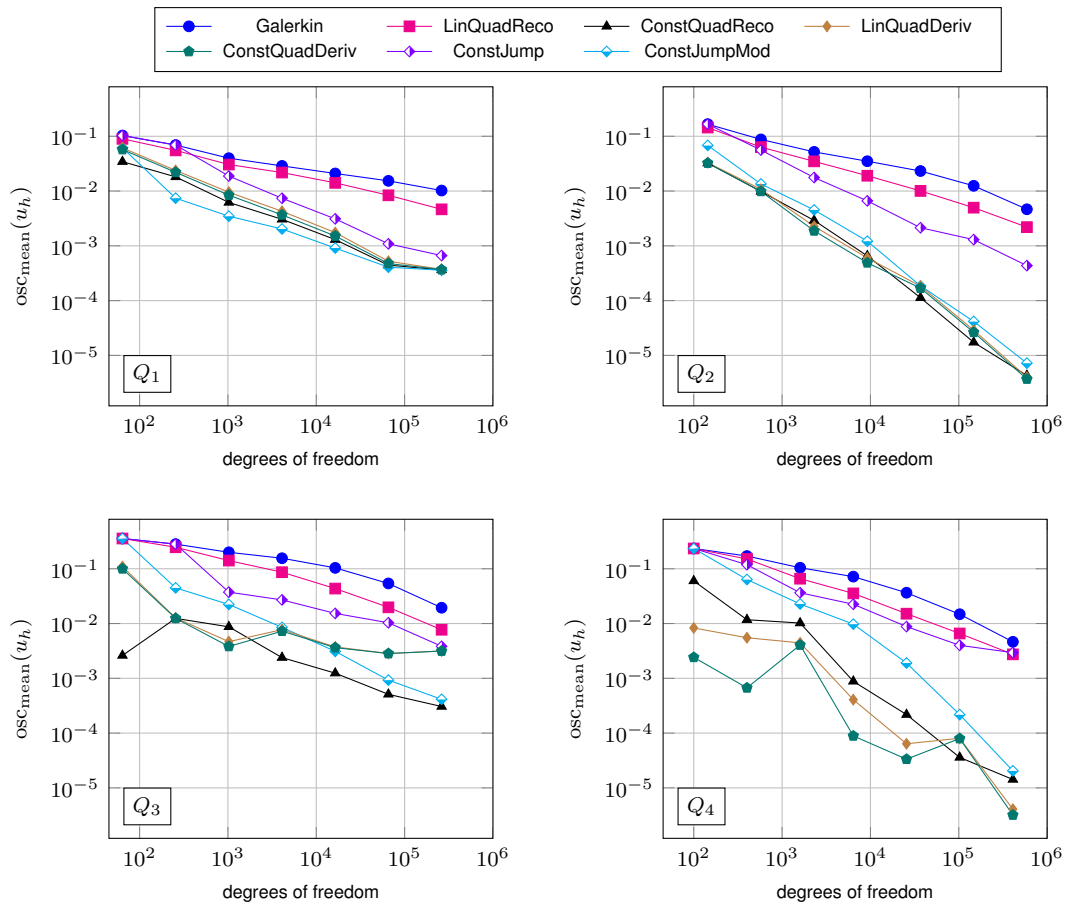 Galerkin LinQuadReco ConstQuadReco LinQuadDeriv
ConstQuadDeriv ConstJump ConstJumpMod
10^−1
10^−2
10^−3
10^−4
10^−5
osc_mean(u_h)
Q_1
10^2 10^3 10^4 10^5 10^6
degrees of freedom
10^−1
10^−2
10^−3
10^−4
10^−5
osc_mean(u_h)
Q_2
10^2 10^3 10^4 10^5 10^6
degrees of freedom
10^−1
10^−2
10^−3
10^−4
10^−5
osc_mean(u_h)
Q_3
10^2 10^3 10^4 10^5 10^6
degrees of freedom
10^−1
10^−2
10^−3
10^−4
10^−5
osc_mean(u_h)
Q_4
10^2 10^3 10^4 10^5 10^6
degrees of freedom